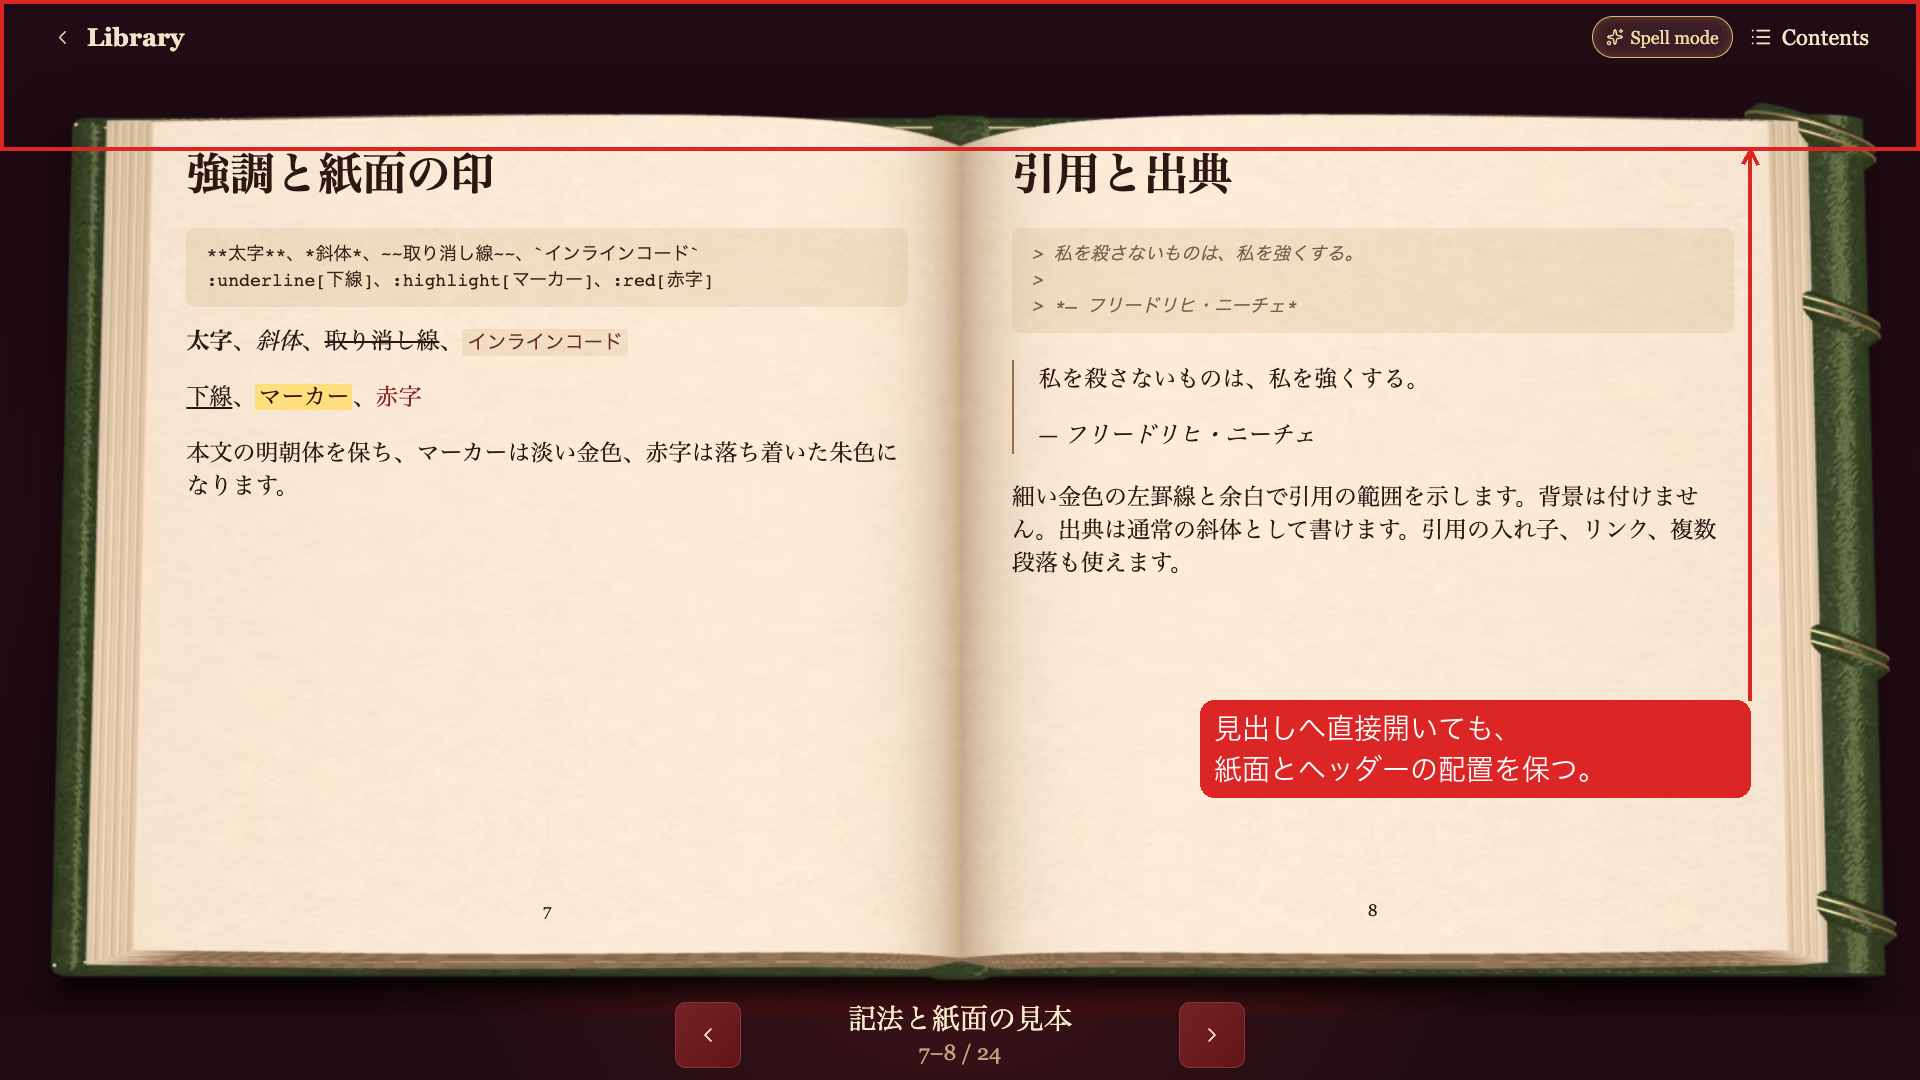 Library
Spell mode
Contents
強調と紙面の印
**太字**、*斜体*、~~取り消し線~~、`インラインコード`
:underline[下線]、:highlight[マーカー]、:red[赤字]
太字、斜体、取り消し線、インラインコード
下線、マーカー、赤字
本文の明朝体を保ち、マーカーは淡い金色、赤字は落ち着いた朱色に
なります。
7
引用と出典
> 私を殺さないものは、私を強くする。
>
> *— フリードリヒ・ニーチェ*
私を殺さないものは、私を強くする。
— フリードリヒ・ニーチェ
細い金色の左罫線と余白で引用の範囲を示します。背景は付けませ
ん。出典は通常の斜体として書けます。引用の入れ子、リンク、複数
段落も使えます。
見出しへ直接開いても、
紙面とヘッダーの配置を保つ。
8
記法と紙面の見本
7–8 / 24